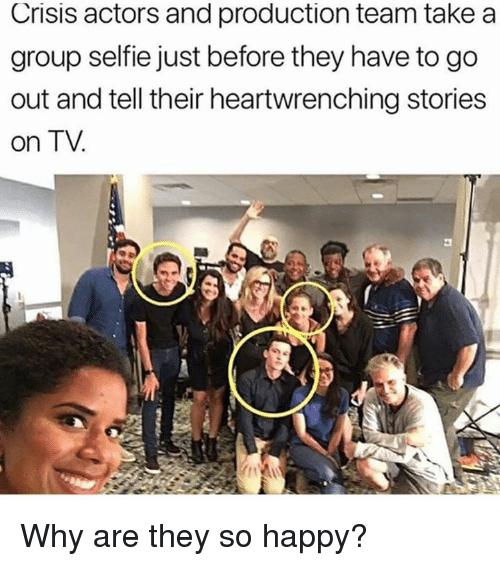 Crisis actors and production team take a
group selfie just before they have to go
out and tell their heartwrenching stories
on TV.
Why are they so happy?